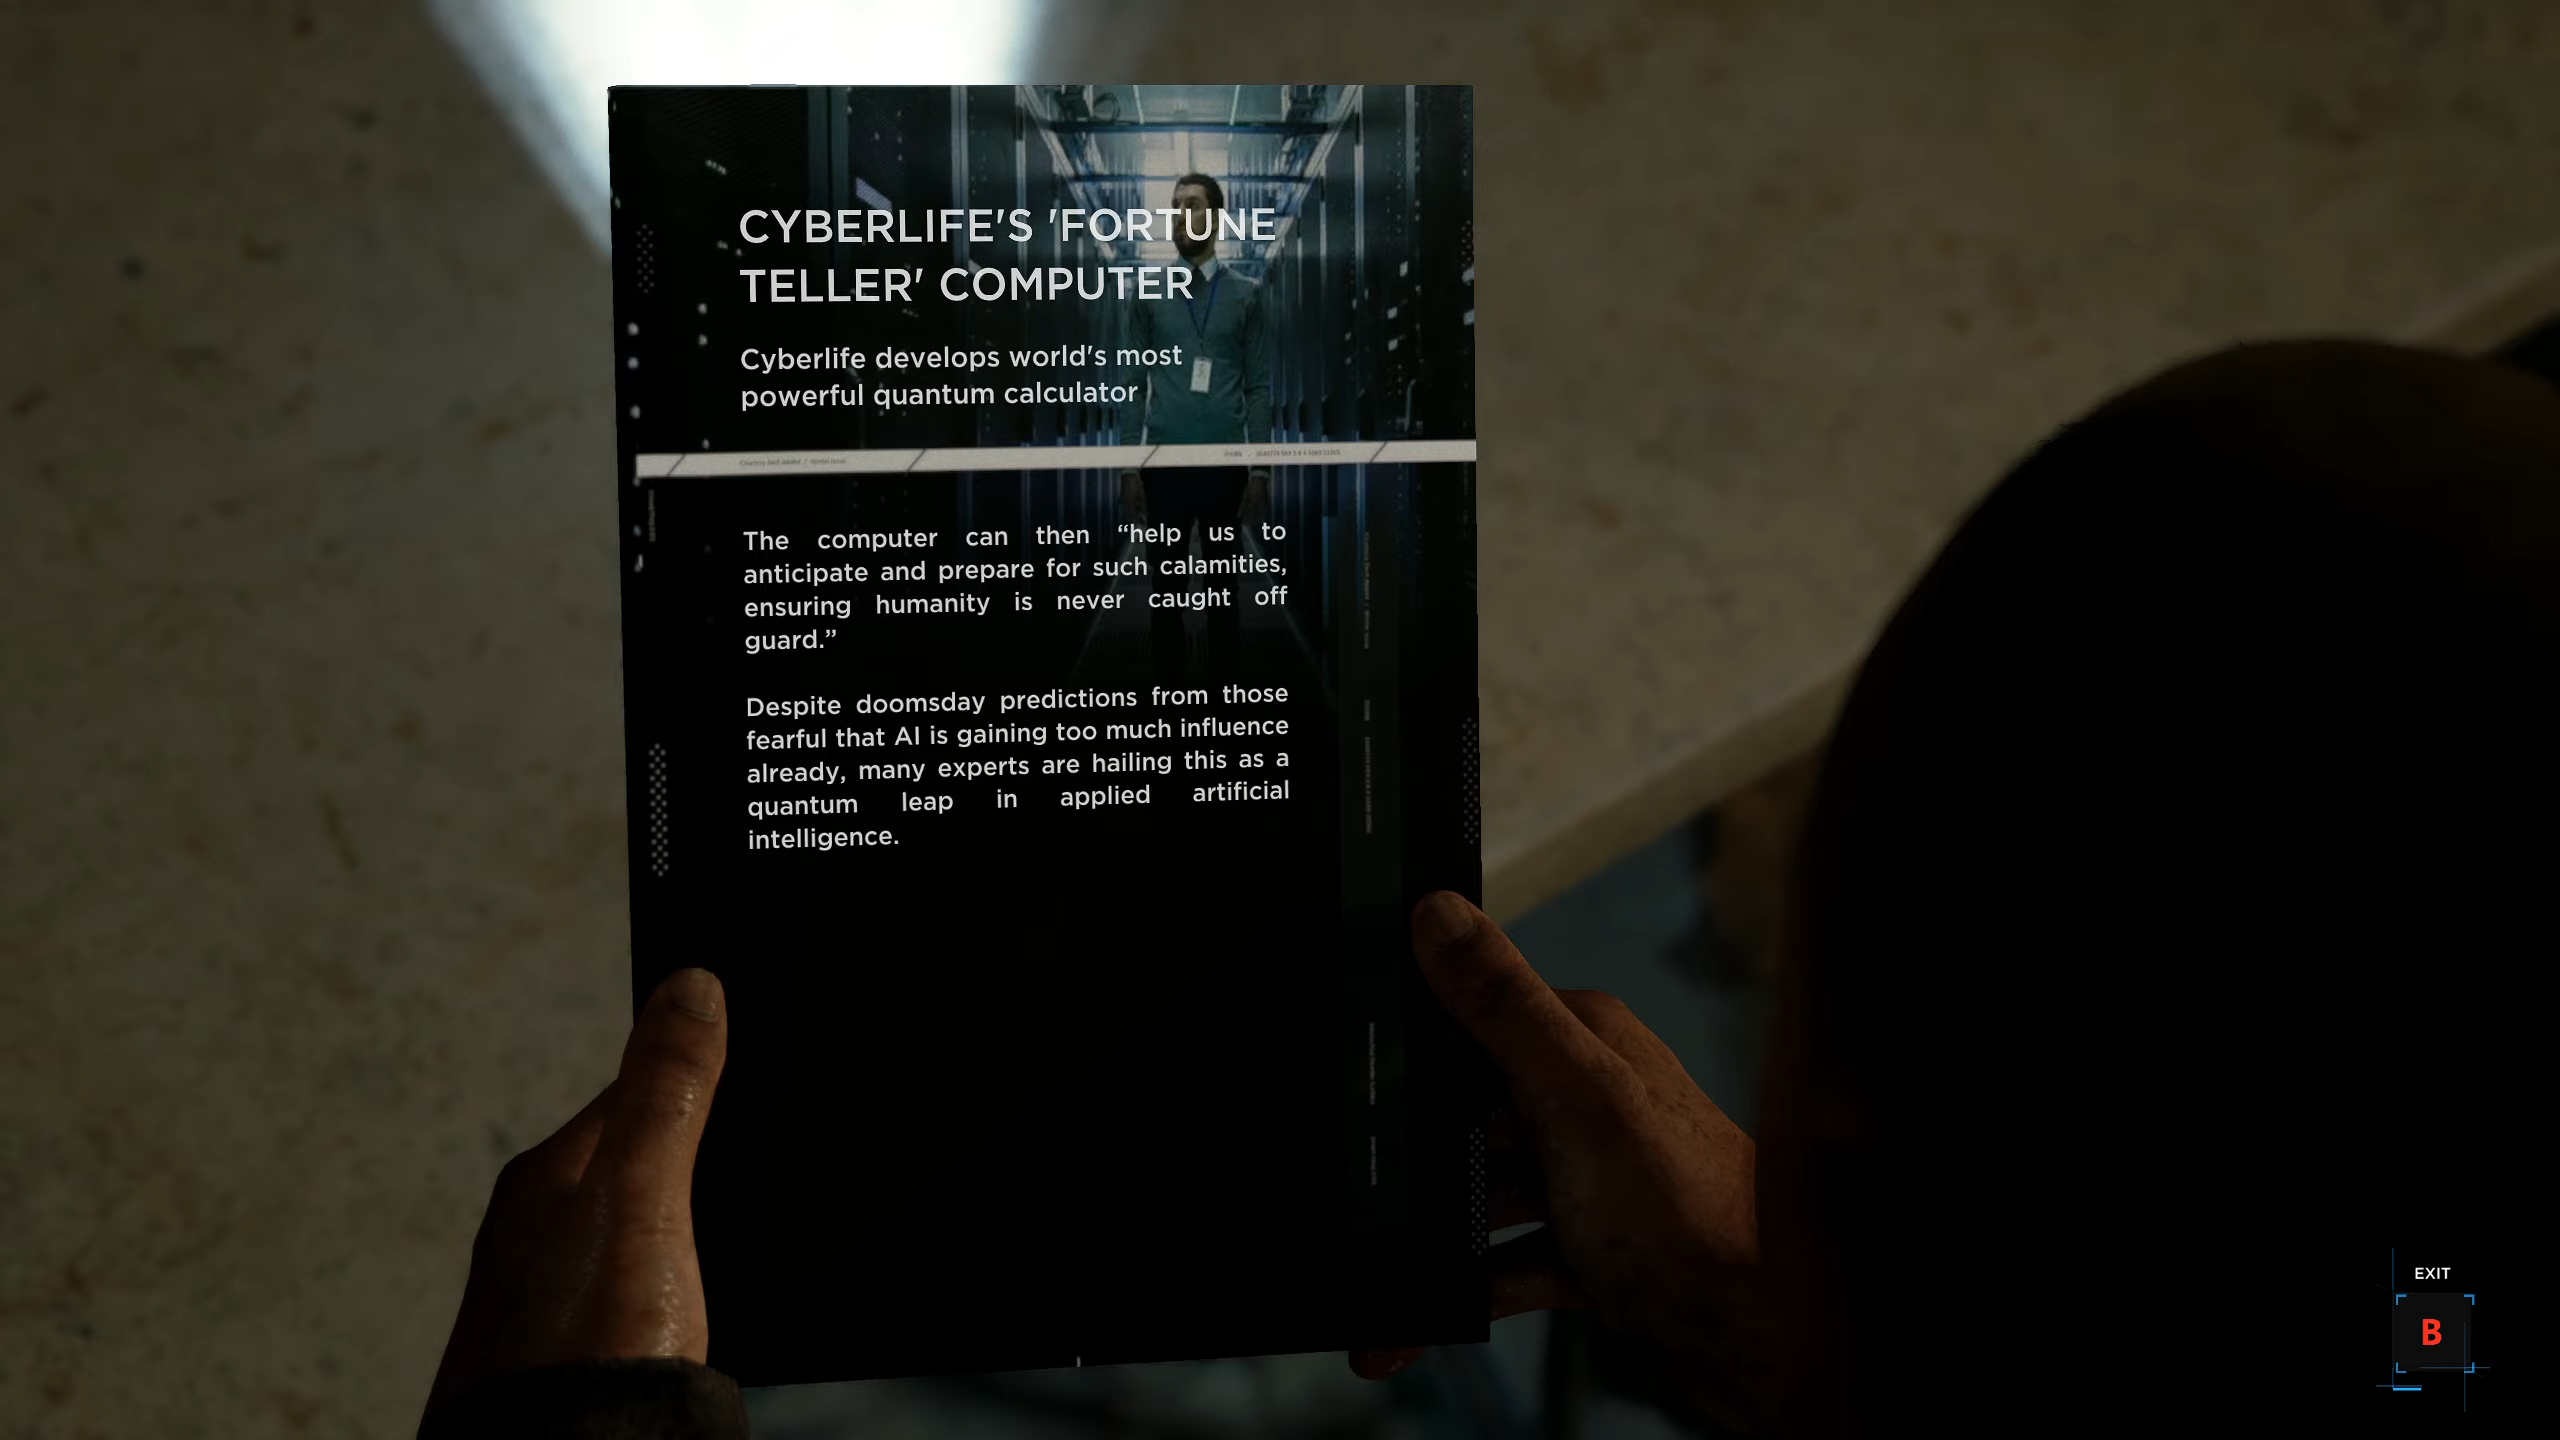 CYBERLIFE'S 'FORTUNE
TELLER' COMPUTER
Cyberlife develops world's most
powerful quantum calculator
The computer can then “help us to
anticipate and prepare for such calamities,
ensuring humanity is never caught off
guard.”
Despite doomsday predictions from those
fearful that AI is gaining too much influence
already, many experts are hailing this as a
quantum leap in applied artificial
intelligence.
EXIT
B